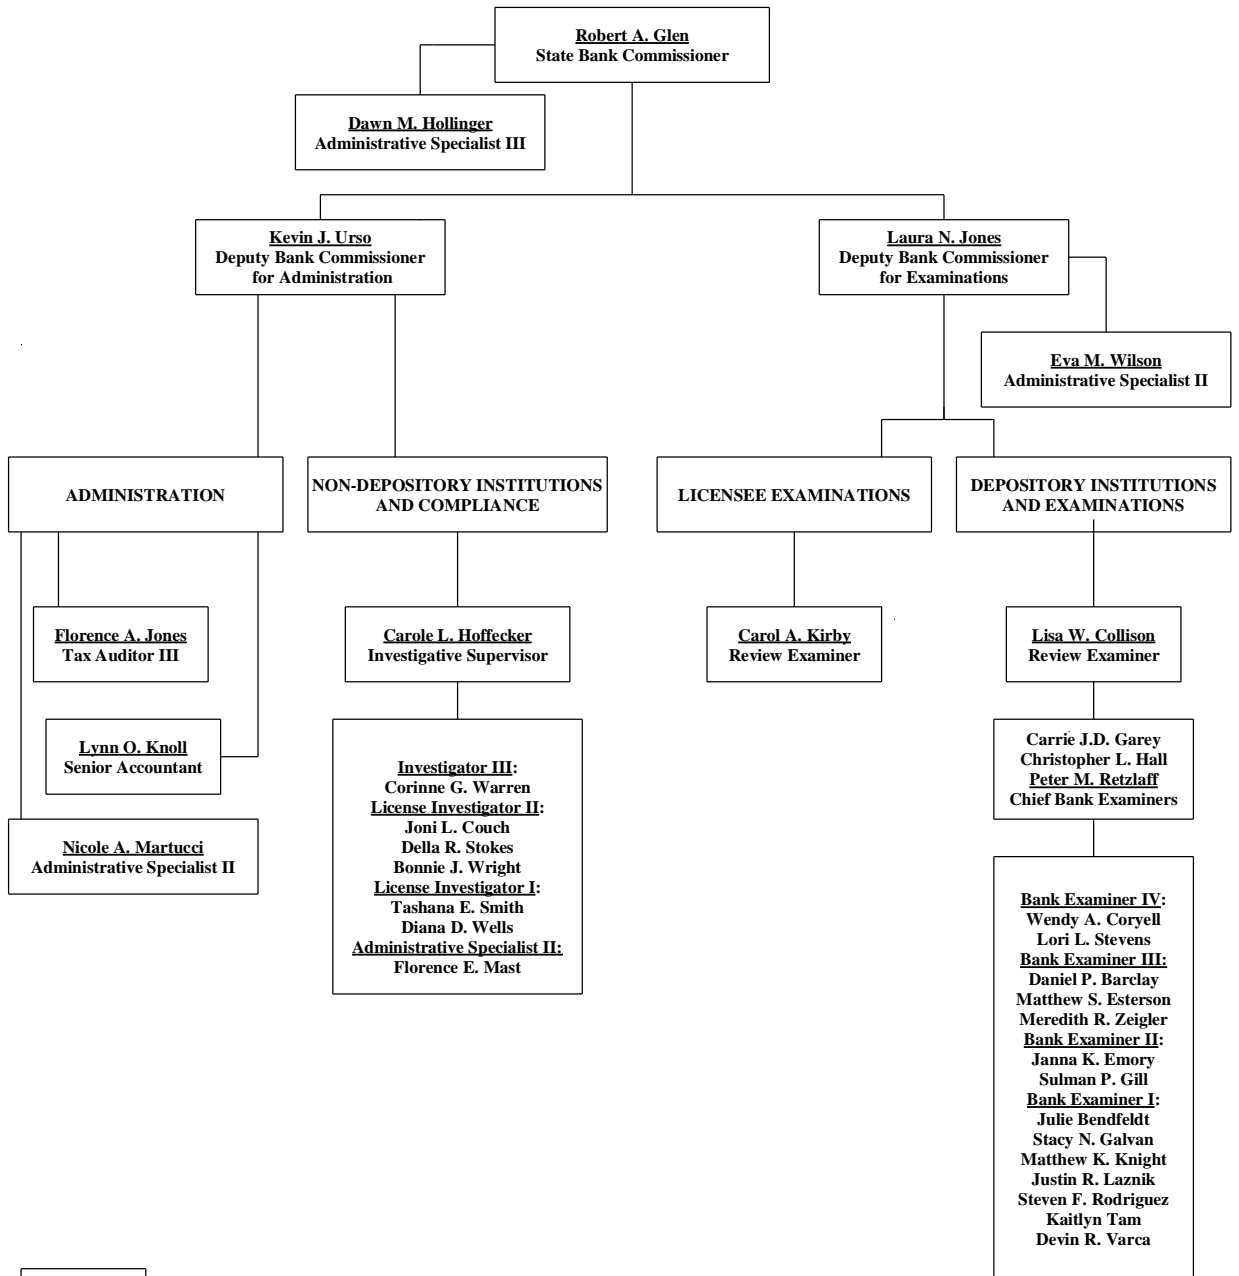 Robert A. Glen
State Bank Commissioner
Dawn M. Hollinger
Administrative Specialist III
Kevin J. Urso
Deputy Bank Commissioner
for Administration
Laura N. Jones
Deputy Bank Commissioner
for Examinations
Eva M. Wilson
Administrative Specialist II
ADMINISTRATION
NON-DEPOSITORY INSTITUTIONS
AND COMPLIANCE
LICENSEE EXAMINATIONS
DEPOSITORY INSTITUTIONS
AND EXAMINATIONS
Florence A. Jones
Tax Auditor III
Carole L. Hoffecker
Investigative Supervisor
Carol A. Kirby
Review Examiner
Lisa W. Collison
Review Examiner
Lynn O. Knoll
Senior Accountant
Nicole A. Martucci
Administrative Specialist II
Investigator III:
Corinne G. Warren
License Investigator II:
Joni L. Couch
Della R. Stokes
Bonnie J. Wright
License Investigator I:
Tashana E. Smith
Diana D. Wells
Administrative Specialist II:
Florence E. Mast
Carrie J.D. Garey
Christopher L. Hall
Peter M. Retzlaff
Chief Bank Examiners
Bank Examiner IV:
Wendy A. Coryell
Lori L. Stevens
Bank Examiner III:
Daniel P. Barclay
Matthew S. Esterson
Meredith R. Zeigler
Bank Examiner II:
Janna K. Emory
Sulman P. Gill
Bank Examiner I:
Julie Bendfeldt
Stacy N. Galvan
Matthew K. Knight
Justin R. Laznik
Steven F. Rodriguez
Kaitlyn Tam
Devin R. Varca